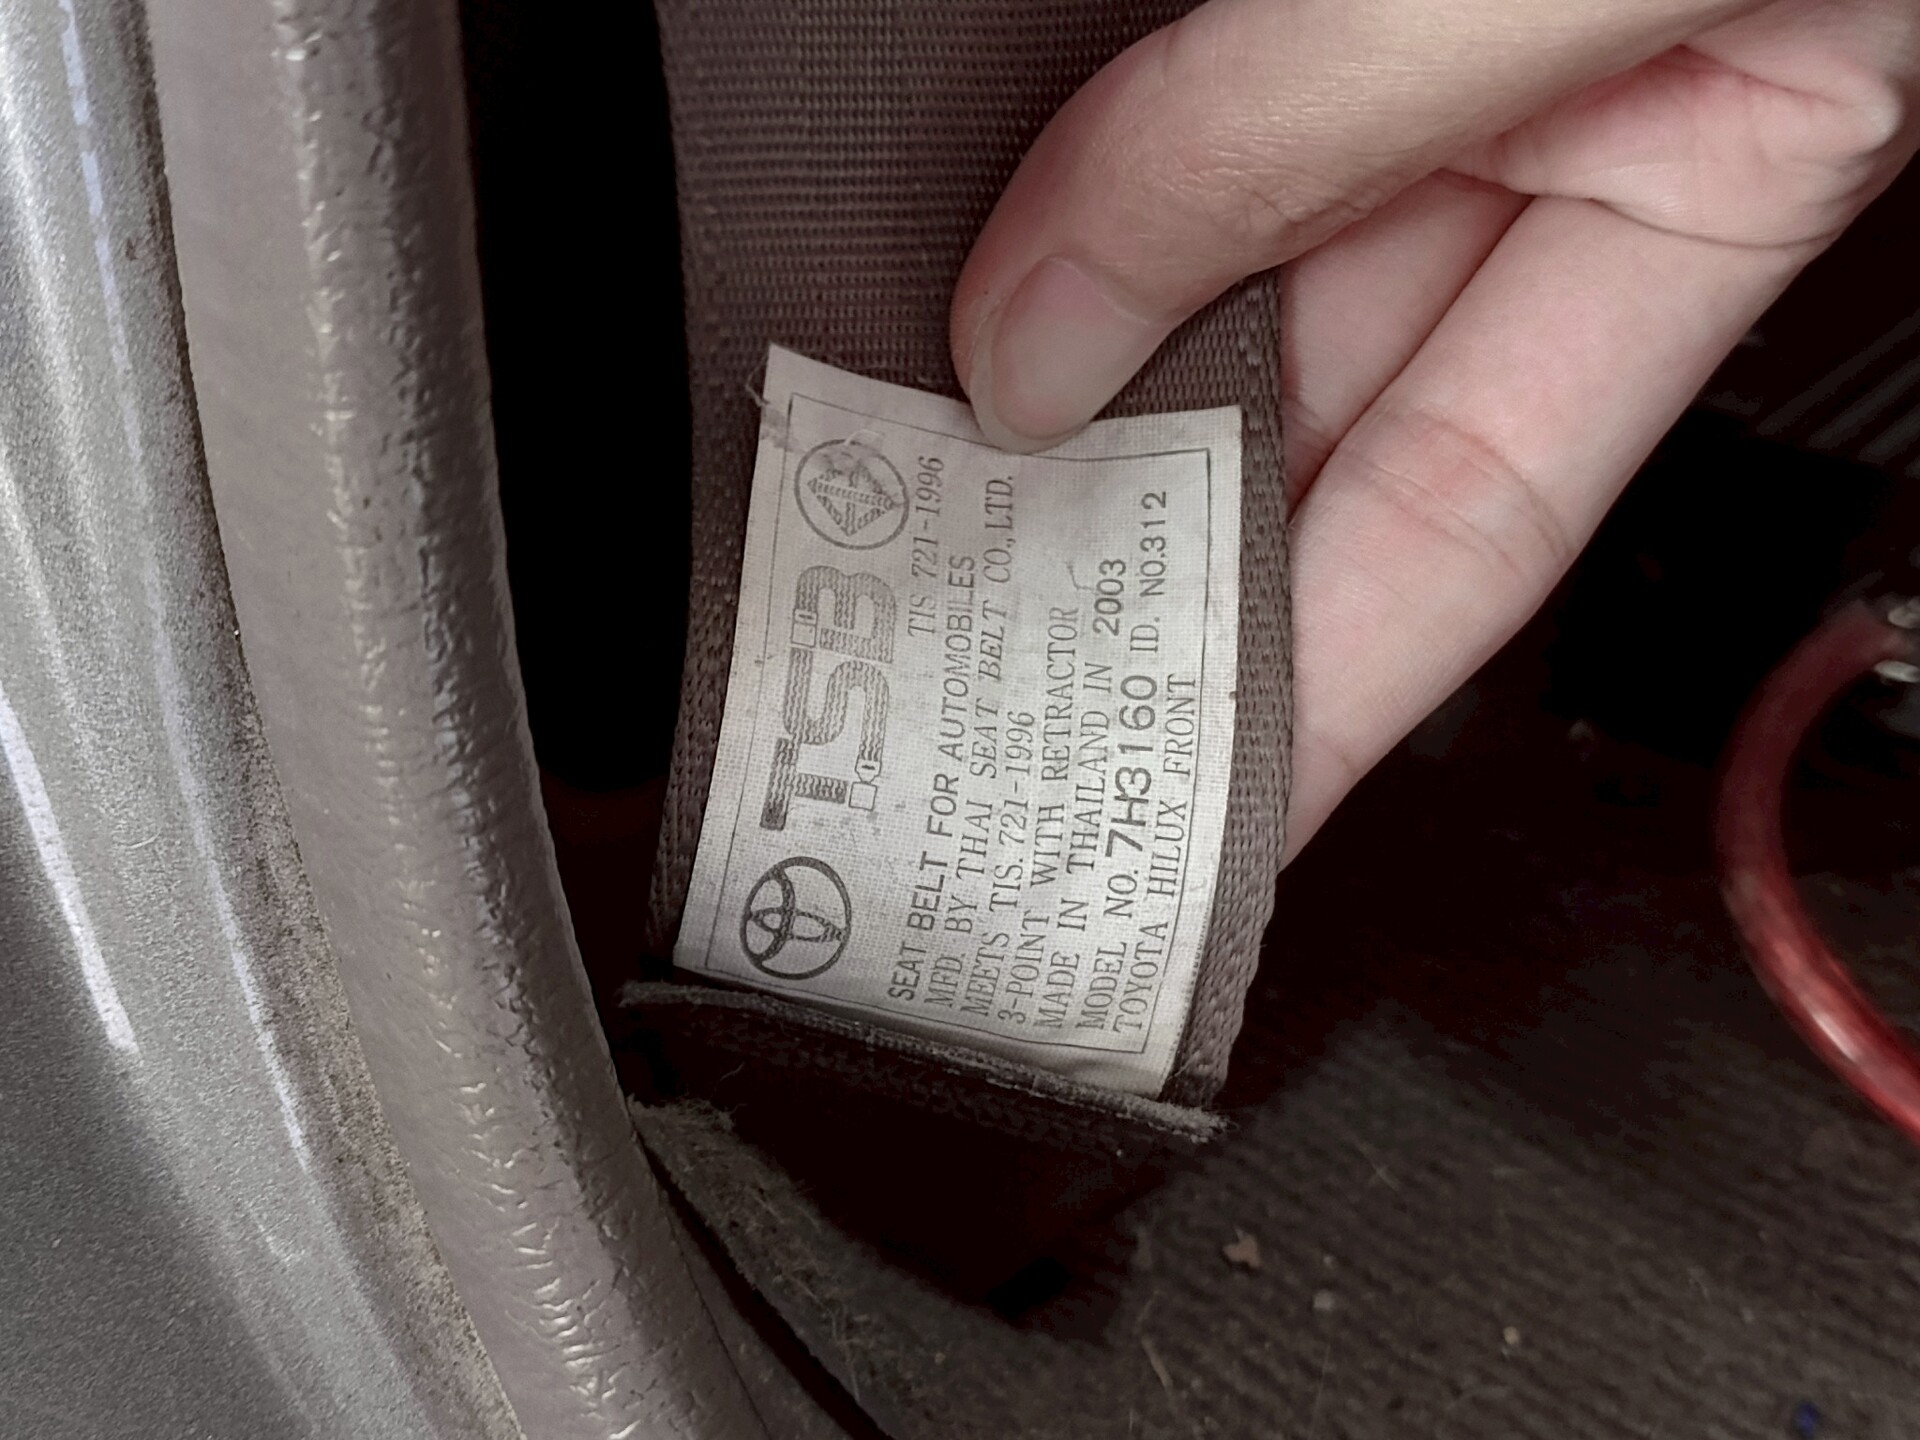 TSB
TIS 721-1996
SEAT BELT FOR AUTOMOBILES
MFD. BY THAI SEAT BELT CO., LTD.
MEETS TIS. 721-1996
3-POINT WITH RETRACTOR
MADE IN THAILAND IN 2003
MODEL NO. 7H3160 ID. NO.312
TOYOTA HILUX FRONT